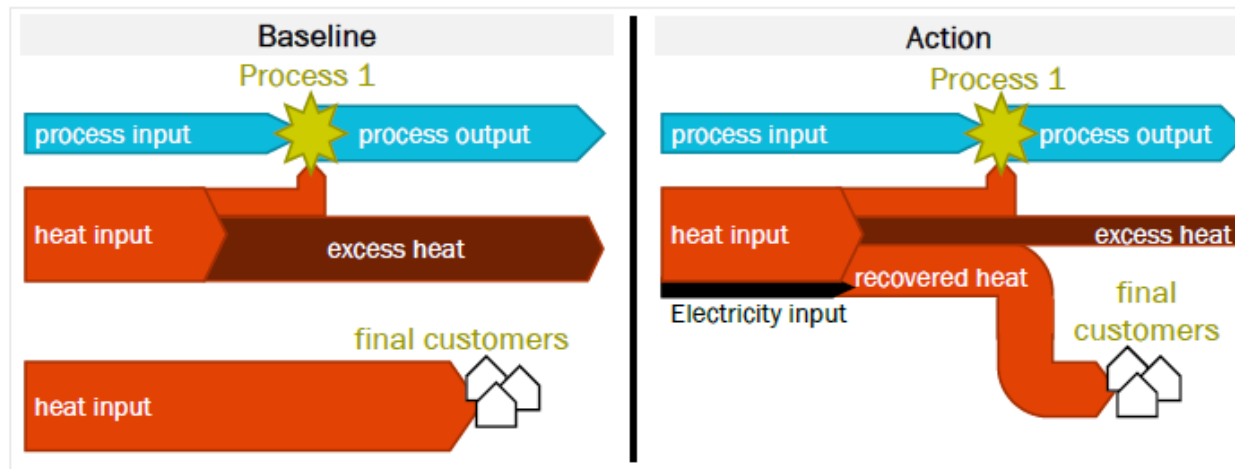 Baseline
Process 1
process input
process output
heat input
excess heat
final customers
heat input
Action
Process 1
process input
process output
heat input
excess heat
recovered heat
Electricity input
final
customers